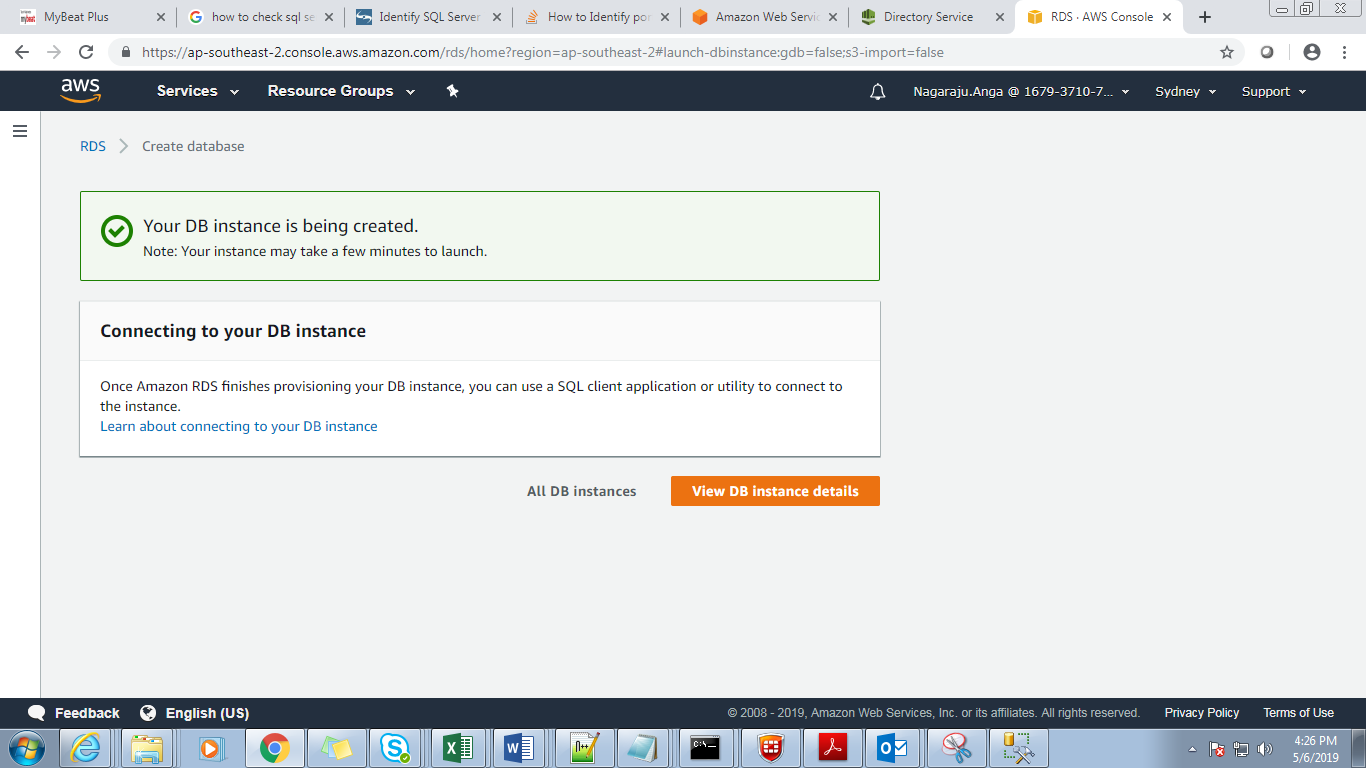 MyBeat Plus
how to check sql se
Identify SQL Server
How to Identify por
Amazon Web Servic
Directory Service
RDS · AWS Console
https://ap-southeast-2.console.aws.amazon.com/rds/home?region=ap-southeast-2#launch-dbinstance:gdb=false;s3-import=false
aws
Services
Resource Groups
Nagaraju.Anga @ 1679-3710-7...
Sydney
Support
RDS
Create database
Your DB instance is being created.
Note: Your instance may take a few minutes to launch.
Connecting to your DB instance
Once Amazon RDS finishes provisioning your DB instance, you can use a SQL client application or utility to connect to
the instance.
Learn about connecting to your DB instance
All DB instances
View DB instance details
Feedback
English (US)
© 2008 - 2019, Amazon Web Services, Inc. or its affiliates. All rights reserved.
Privacy Policy
Terms of Use
4:26 PM
5/6/2019